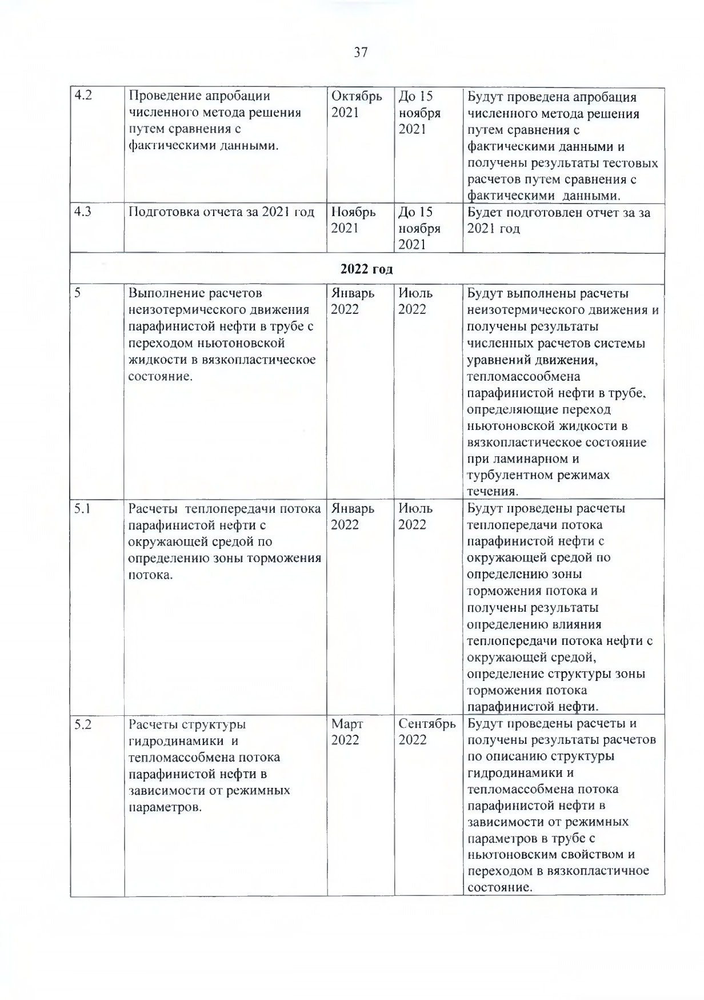 37
4.2
Проведение апробации
численного метода решения
путем сравнения с
фактическими данными.
Октябрь
2021
До 15
ноября
2021
Будут проведена апробация
численного метода решения
путем сравнения с
фактическими данными и
получены результаты тестовых
расчетов путем сравнения с
фактическими данными.
4.3
Подготовка отчета за 2021 год
Ноябрь
2021
До 15
ноября
2021
Будет подготовлен отчет за за
2021 год
2022 год
5
Выполнение расчетов
неизотермического движения
парафинистой нефти в трубе с
переходом ньютоновской
жидкости в вязкопластическое
состояние.
Январь
2022
Июль
2022
Будут выполнены расчеты
неизотермического движения и
получены результаты
численных расчетов системы
уравнений движения,
тепломассообмена
парафинистой нефти в трубе,
определяющие переход
ньютоновской жидкости в
вязкопластическое состояние
при ламинарном и
турбулентном режимах
течения.
5.1
Расчеты теплопередачи потока
парафинистой нефти с
окружающей средой по
определению зоны торможения
потока.
Январь
2022
Июль
2022
Будут проведены расчеты
теплопередачи потока
парафинистой нефти с
окружающей средой по
определению зоны
торможения потока и
получены результаты
определению влияния
теплопередачи потока нефти с
окружающей средой,
определение структуры зоны
торможения потока
парафинистой нефти.
5.2
Расчеты структуры
гидродинамики и
тепломассобмена потока
парафинистой нефти в
зависимости от режимных
параметров.
Март
2022
Сентябрь
2022
Будут проведены расчеты и
получены результаты расчетов
по описанию структуры
гидродинамики и
тепломассобмена потока
парафинистой нефти в
зависимости от режимных
параметров в трубе с
ньютоновским свойством и
переходом в вязкопластичное
состояние.